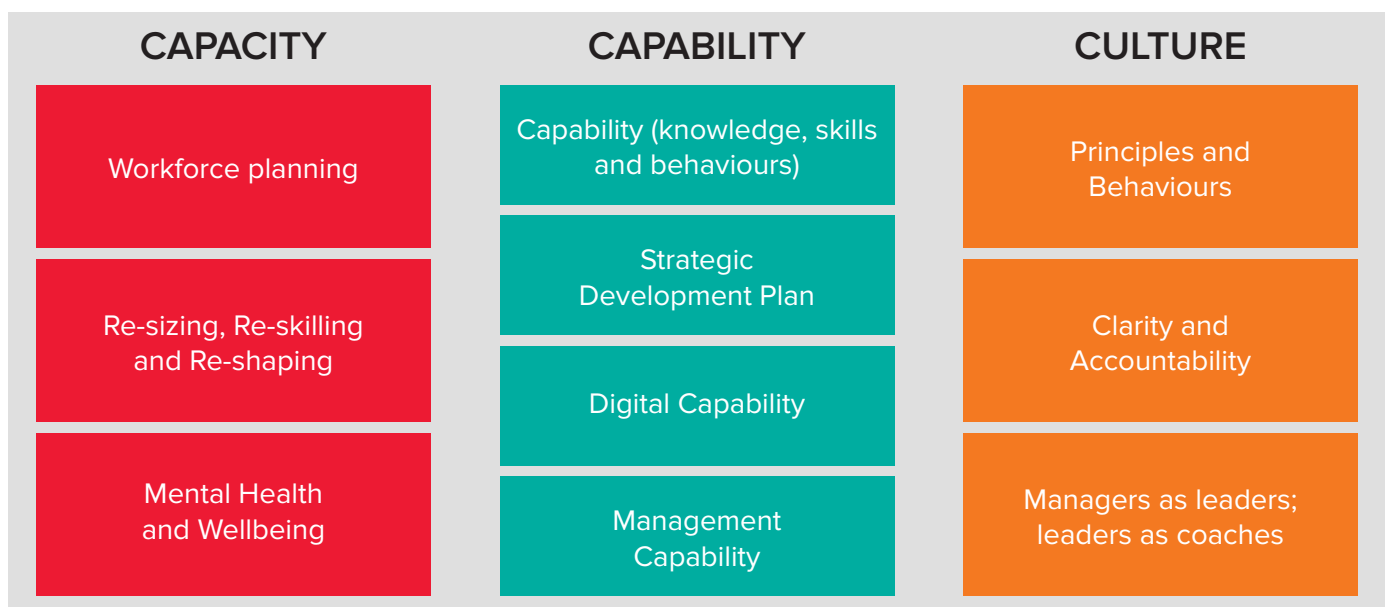 CAPACITY
Workforce planning
Re-sizing, Re-skilling
and Re-shaping
Mental Health
and Wellbeing
CAPABILITY
Capability (knowledge, skills
and behaviours)
Strategic
Development Plan
Digital Capability
Management
Capability
CULTURE
Principles and
Behaviours
Clarity and
Accountability
Managers as leaders;
leaders as coaches